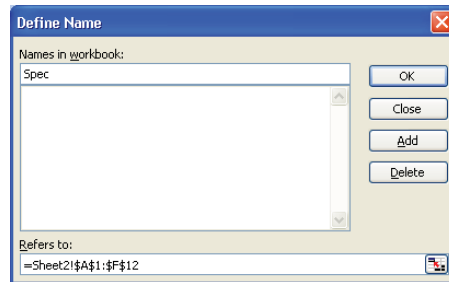 Define Name
Names in workbook:
Spec
OK
Close
Add
Delete
Refers to:
=Sheet2!$A$1:$F$12